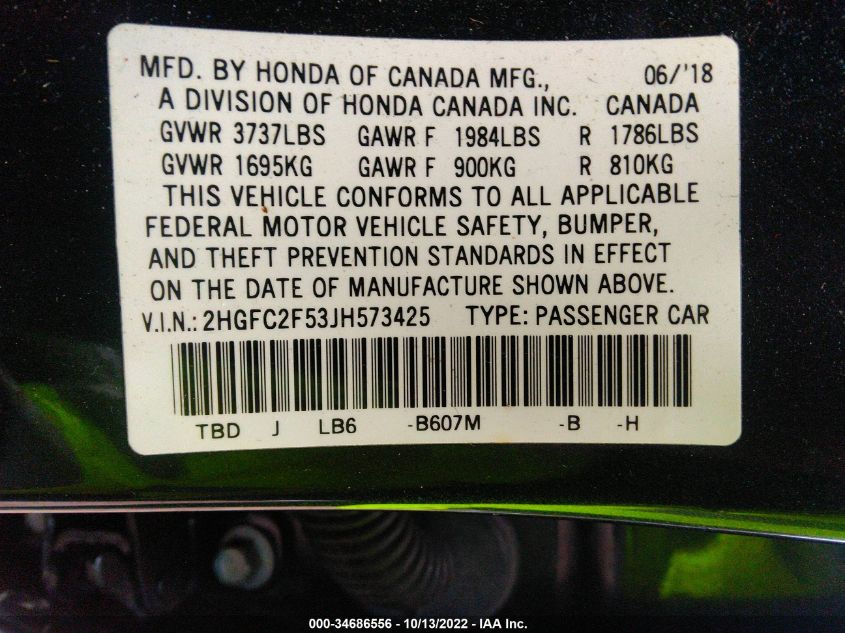 MFD. BY HONDA OF CANADA MFG., 06/'18
A DIVISION OF HONDA CANADA INC. CANADA
GVWR 3737LBS GAWR F 1984LBS R 1786LBS
GVWR 1695KG GAWR F 900KG R 810KG
THIS VEHICLE CONFORMS TO ALL APPLICABLE
FEDERAL MOTOR VEHICLE SAFETY, BUMPER,
AND THEFT PREVENTION STANDARDS IN EFFECT
ON THE DATE OF MANUFACTURE SHOWN ABOVE.
V.I.N.: 2HGFC2F53JH573425 TYPE: PASSENGER CAR
TBD J LB6 -B607M -B -H
000-34686556 - 10/13/2022 - IAA Inc.